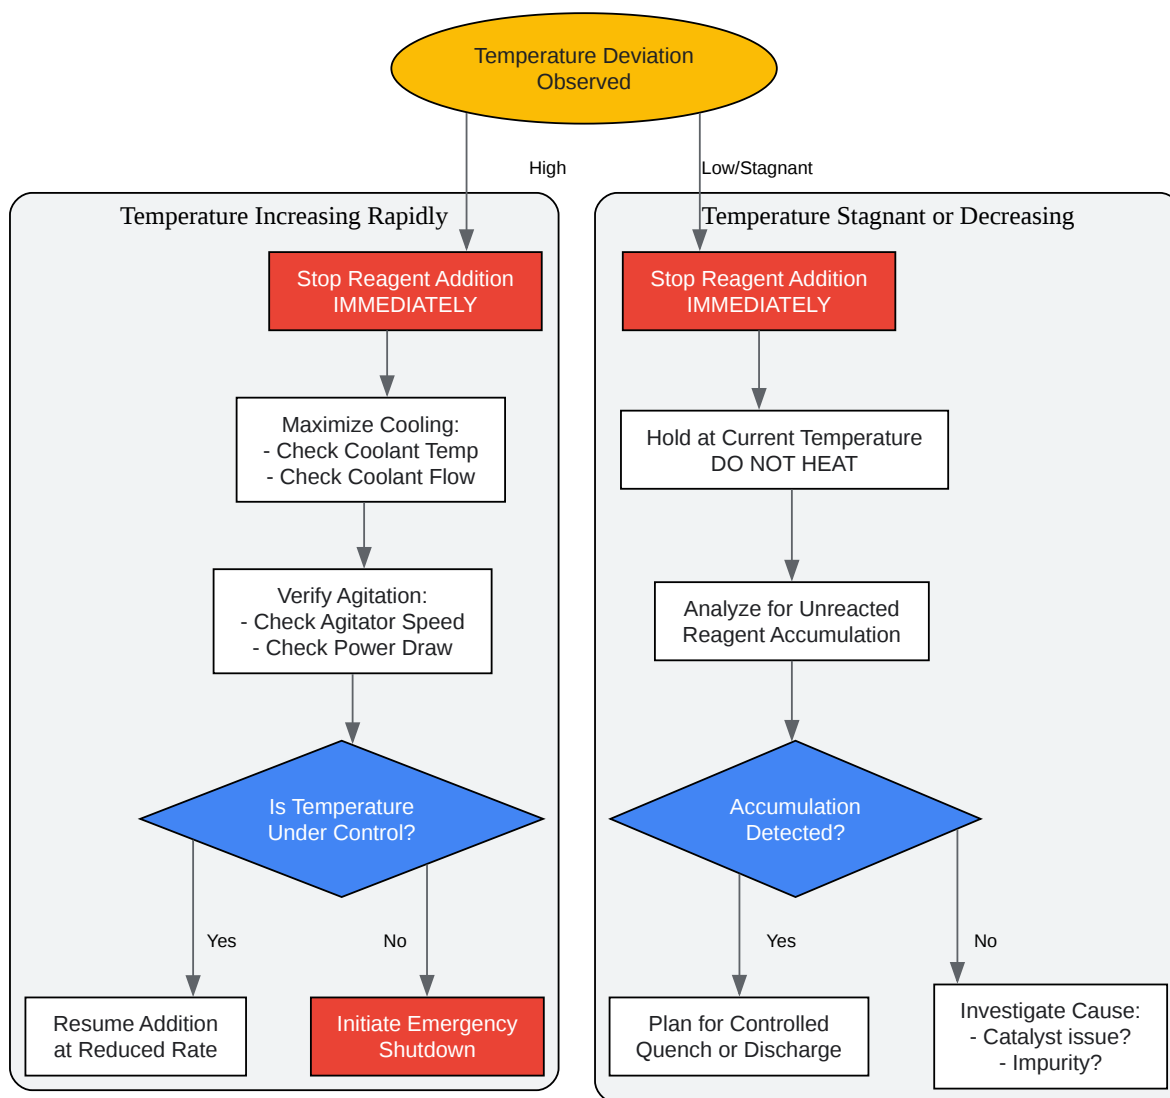 Temperature Deviation
Observed
High
Low/Stagnant
Temperature Increasing Rapidly
Stop Reagent Addition
IMMEDIATELY
Maximize Cooling:
- Check Coolant Temp
- Check Coolant Flow
Verify Agitation:
- Check Agitator Speed
- Check Power Draw
Is Temperature
Under Control?
Yes
No
Resume Addition
at Reduced Rate
Initiate Emergency
Shutdown
Temperature Stagnant or Decreasing
Stop Reagent Addition
IMMEDIATELY
Hold at Current Temperature
DO NOT HEAT
Analyze for Unreacted
Reagent Accumulation
Accumulation
Detected?
Yes
No
Plan for Controlled
Quench or Discharge
Investigate Cause:
- Catalyst issue?
- Impurity?